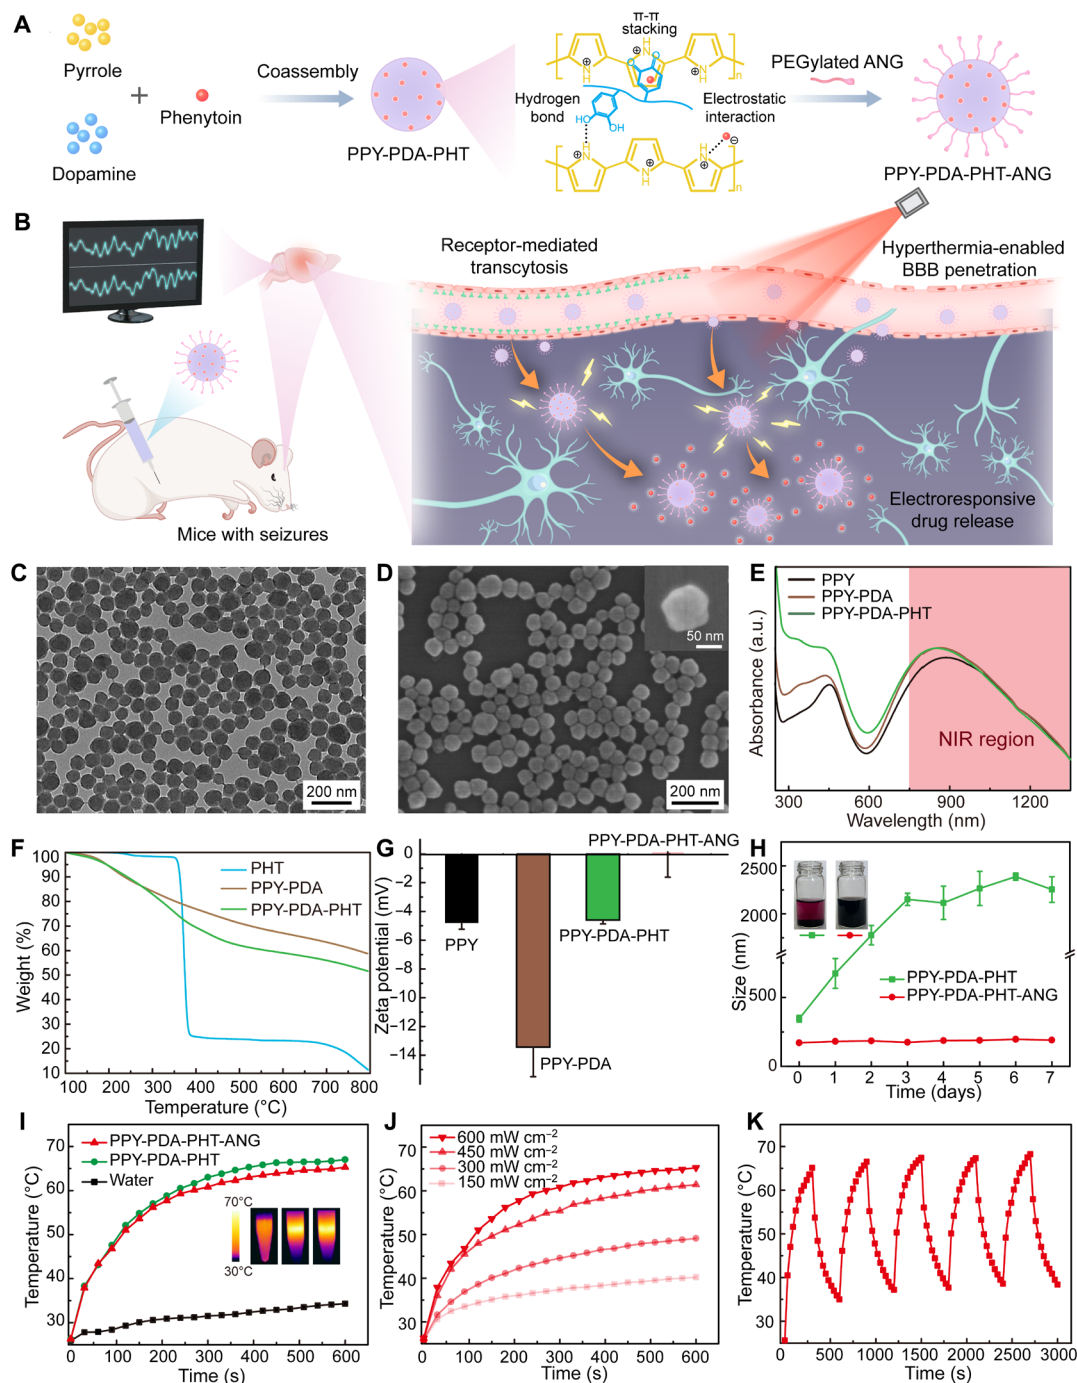 A
Pyrrole
Dopamine
+
Phenytoin
Coassembly
PPY-PDA-PHT
π-π
stacking
Hydrogen
bond
Electrostatic
interaction
PEGylated ANG
PPY-PDA-PHT-ANG
B
Receptor-mediated
transcytosis
Hyperthermia-enabled
BBB penetration
Mice with seizures
Electroresponsive
drug release
C
200 nm
D
50 nm
200 nm
E
PPY
PPY-PDA
PPY-PDA-PHT
NIR region
Absorbance (a.u.)
300 600 900 1200
Wavelength (nm)
F
100
90
80
70
60
50
40
30
20
10
Weight (%)
PHT
PPY-PDA
PPY-PDA-PHT
100 200 300 400 500 600 700 800
Temperature (°C)
G
PPY-PDA-PHT-ANG
0
−2
−4
−6
−8
−10
−12
−14
Zeta potential (mV)
PPY
PPY-PDA-PHT
PPY-PDA
H
2500
2000
500
0
Size (nm)
PPY-PDA-PHT
PPY-PDA-PHT-ANG
0 1 2 3 4 5 6 7
Time (days)
I
70
60
50
40
30
Temperature (°C)
PPY-PDA-PHT-ANG
PPY-PDA-PHT
Water
70°C
30°C
0 100 200 300 400 500 600
Time (s)
J
70
60
50
40
30
Temperature (°C)
600 mW cm−2
450 mW cm−2
300 mW cm−2
150 mW cm−2
0 100 200 300 400 500 600
Time (s)
K
70
60
50
40
30
Temperature (°C)
0 500 1000 1500 2000 2500 3000
Time (s)